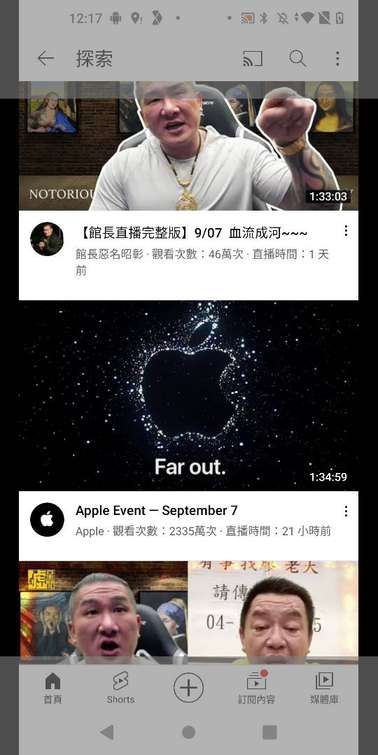 12:17
探索
NOTORIOU
1:33:03
【館長直播完整版】9/07 血流成河~~~
館長惡名昭彰 · 觀看次數：46萬次 · 直播時間：1 天
前
Far out.
1:34:59
Apple Event — September 7
Apple · 觀看次數：2335萬次 · 直播時間：21 小時前
有事找廖老大
請傳
04-
5
首頁
Shorts
訂閱內容
媒體庫